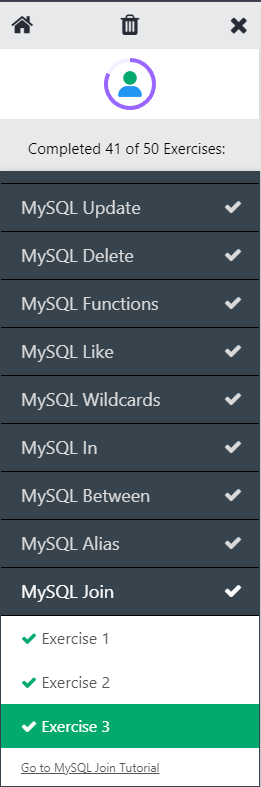 Completed 41 of 50 Exercises:
MySQL Update
MySQL Delete
MySQL Functions
MySQL Like
MySQL Wildcards
MySQL In
MySQL Between
MySQL Alias
MySQL Join
Exercise 1
Exercise 2
Exercise 3
Go to MySQL Join Tutorial